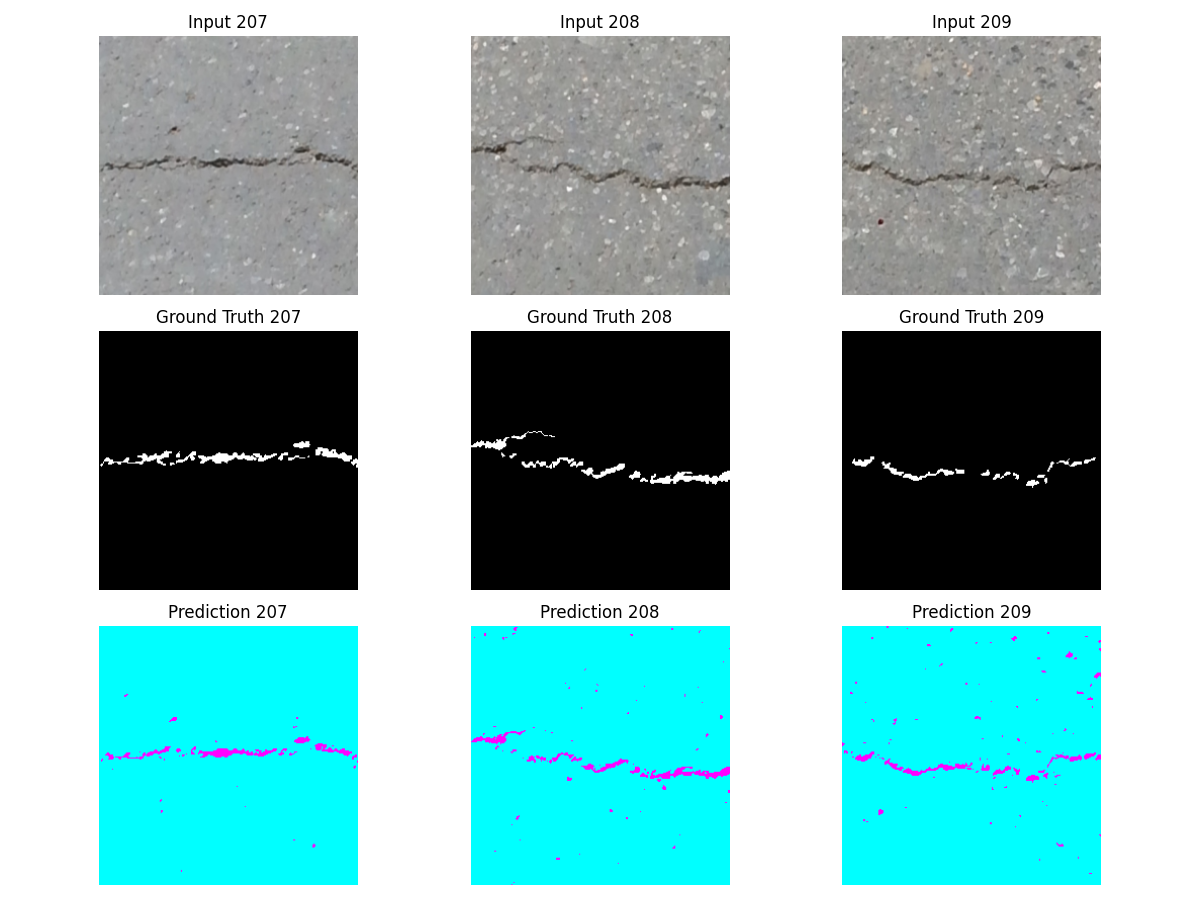 Input 207
Input 208
Input 209
Ground Truth 207
Ground Truth 208
Ground Truth 209
Prediction 207
Prediction 208
Prediction 209